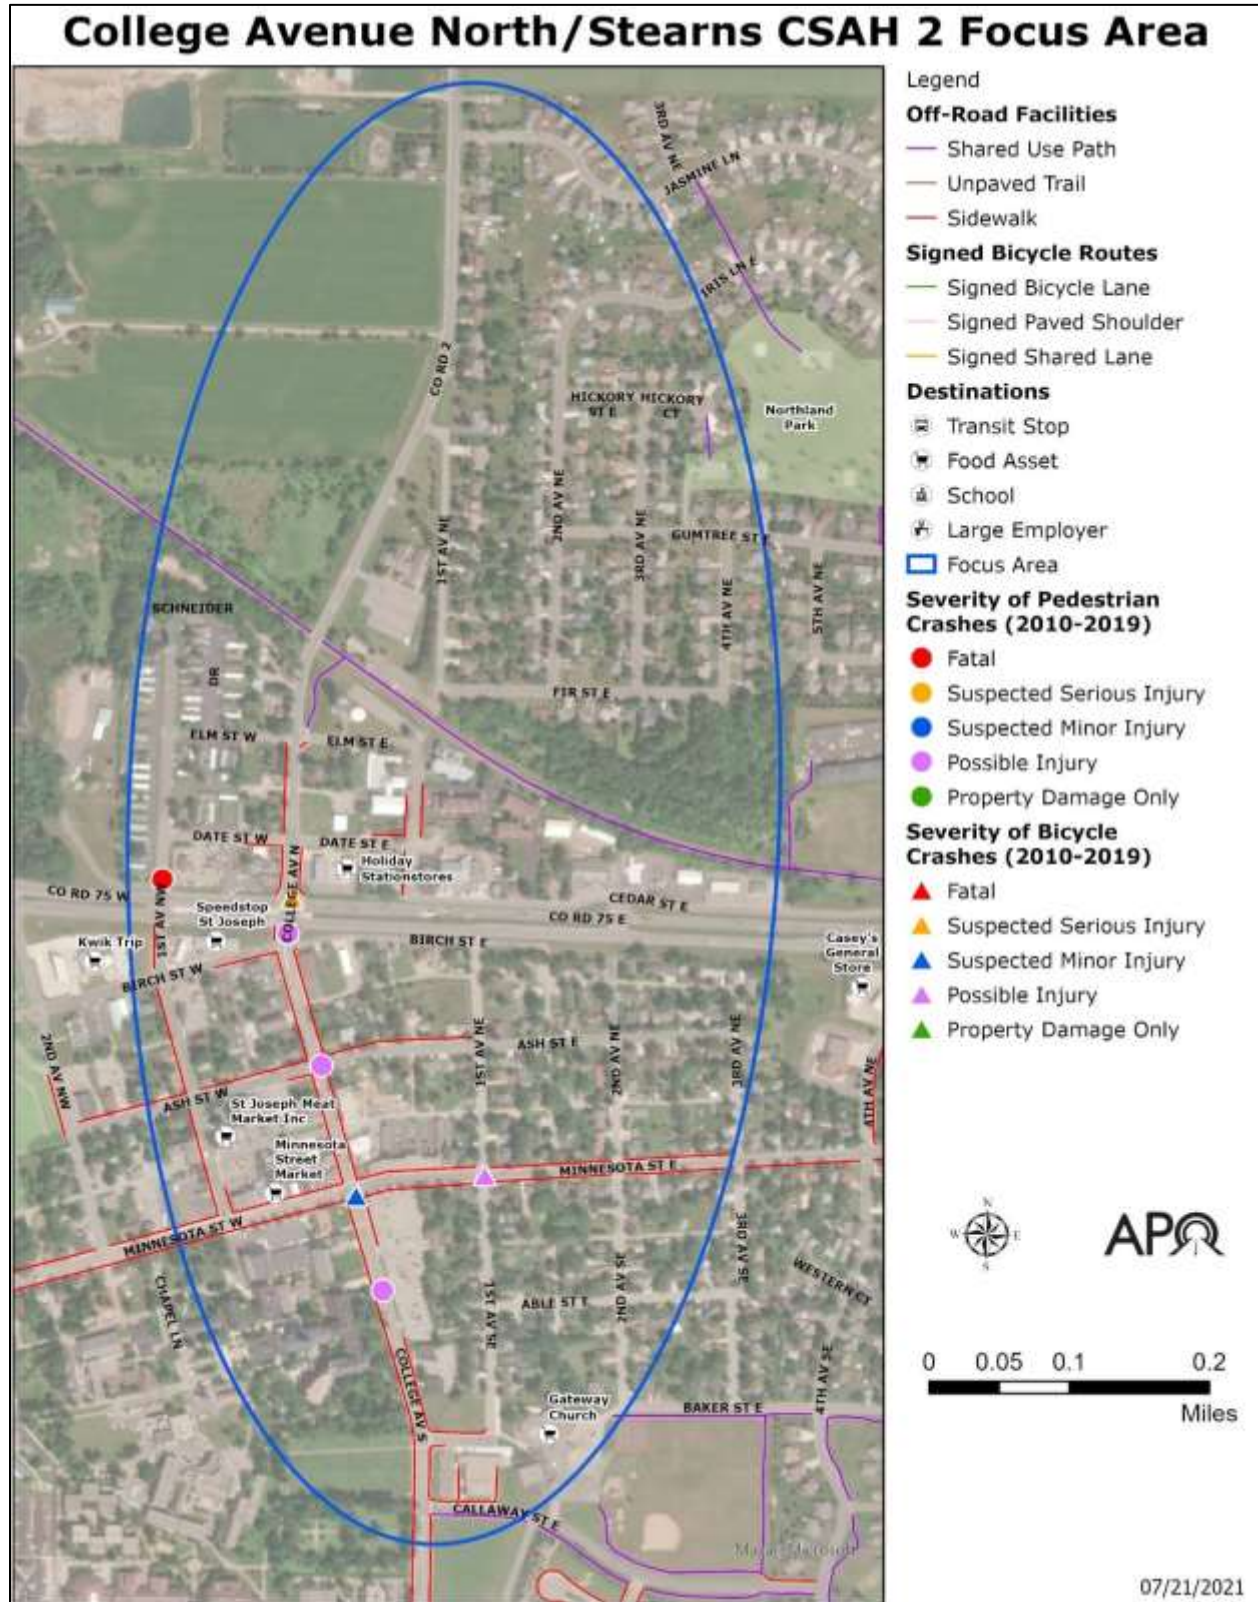 College Avenue North/Stearns CSAH 2 Focus Area
Legend
Off-Road Facilities
Shared Use Path
Unpaved Trail
Sidewalk
Signed Bicycle Routes
Signed Bicycle Lane
Signed Paved Shoulder
Signed Shared Lane
Destinations
Transit Stop
Food Asset
School
Large Employer
Focus Area
Severity of Pedestrian
Crashes (2010-2019)
Fatal
Suspected Serious Injury
Suspected Minor Injury
Possible Injury
Property Damage Only
Severity of Bicycle
Crashes (2010-2019)
Fatal
Suspected Serious Injury
Suspected Minor Injury
Possible Injury
Property Damage Only
N
W
E
S
APO
0 0.05 0.1 0.2
Miles
07/21/2021
3RD AV NE
JASMINE LN
IRIS LN E
CO RD 2
HICKORY
ST E
HICKORY
CT
Northland
Park
1ST AV NE
2ND AV NE
3RD AV NE
GUMTREE ST E
4TH AV NE
5TH AV NE
SCHNEIDER
DR
FIR ST E
ELM ST W
ELM ST E
DATE ST W
DATE ST E
COLLEGE AV N
Holiday
Stationstores
CO RD 75 W
1ST AV NW
Speedstop
St Joseph
CEDAR ST E
CO RD 75 E
Kwik Trip
BIRCH ST W
BIRCH ST E
Casey's
General
Store
2ND AV NW
1ST AV NE
ASH ST E
2ND AV NE
3RD AV NE
4TH AV NE
ASH ST W
St Joseph Meat
Market Inc
Minnesota
Street
Market
MINNESOTA ST E
MINNESOTA ST W
CHAPEL LN
1ST AV SE
ABLE ST E
2ND AV SE
3RD AV SE
WESTERN CT
COLLEGE AV S
Gateway
Church
BAKER ST E
4TH AV SE
CALLAWAY ST E